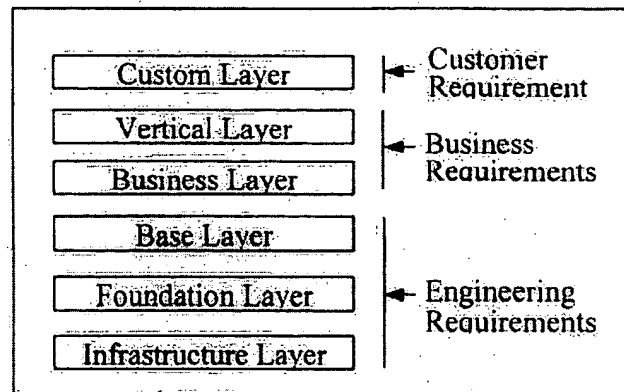 Custom Layer
Customer
Requirement
Vertical Layer
Business Layer
Business
Requirements
Base Layer
Foundation Layer
Infrastructure Layer
Engineering
Requirements